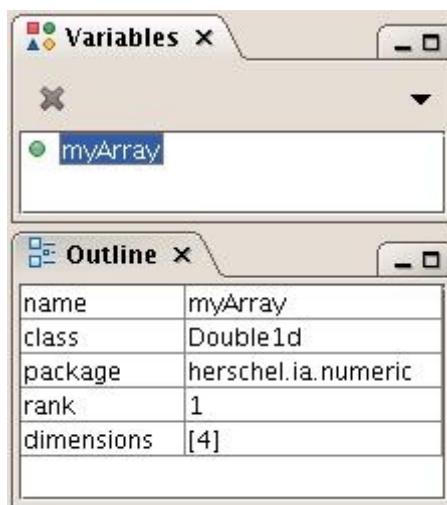 Variables
myArray
Outline
name myArray
class Double1d
package herschel.ia.numeric
rank 1
dimensions [4]